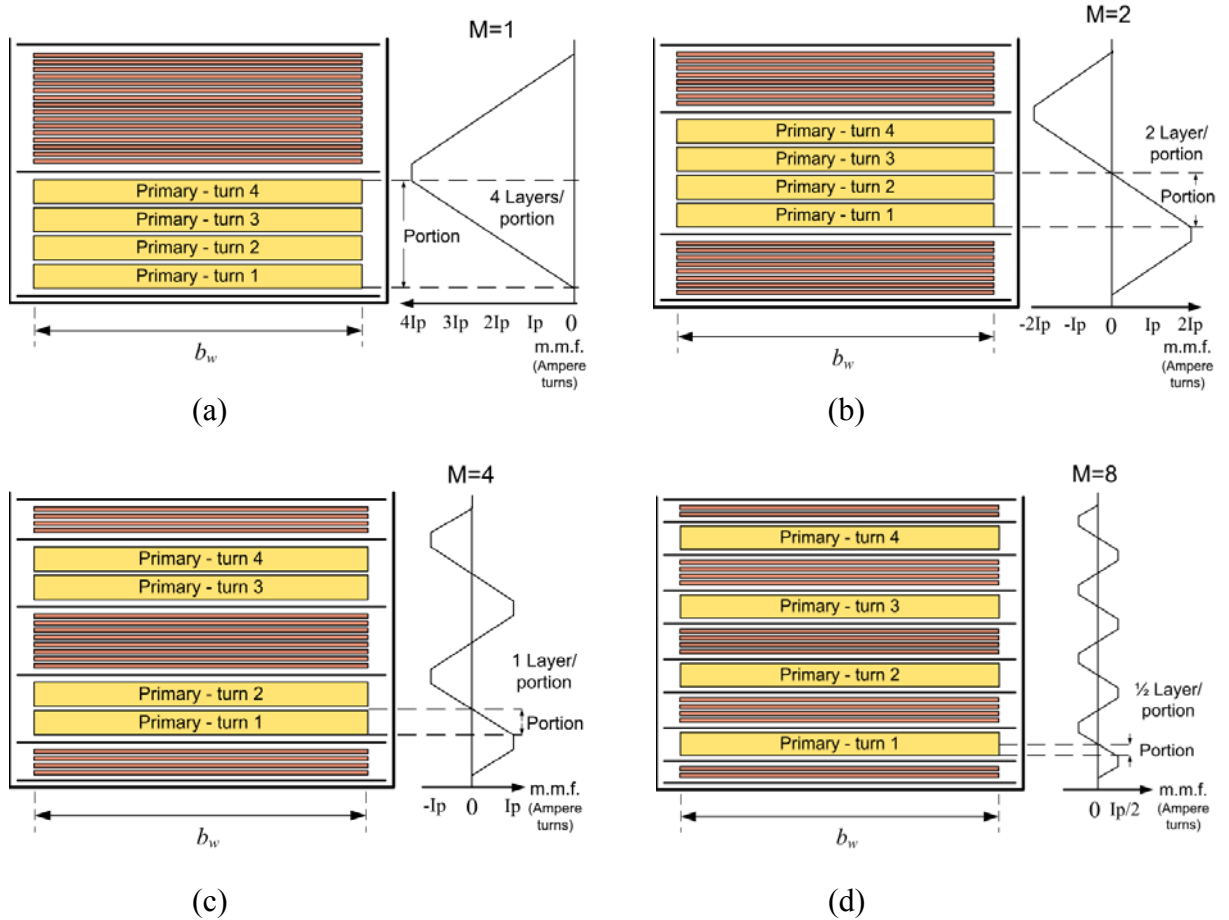 M=1
Primary - turn 4
Primary - turn 3
Primary - turn 2
Primary - turn 1
4 Layers/
portion
Portion
4Ip 3Ip 2Ip Ip 0
m.m.f.
(Ampere
turns)
b_w
(a)
M=2
Primary - turn 4
Primary - turn 3
Primary - turn 2
Primary - turn 1
2 Layer/
portion
Portion
-2Ip -Ip 0 Ip 2Ip
m.m.f.
(Ampere
turns)
b_w
(b)
M=4
Primary - turn 4
Primary - turn 3
Primary - turn 2
Primary - turn 1
1 Layer/
portion
Portion
-Ip 0 Ip
m.m.f.
(Ampere
turns)
b_w
(c)
M=8
Primary - turn 4
Primary - turn 3
Primary - turn 2
Primary - turn 1
½ Layer/
portion
Portion
0 Ip/2
m.m.f.
(Ampere
turns)
b_w
(d)